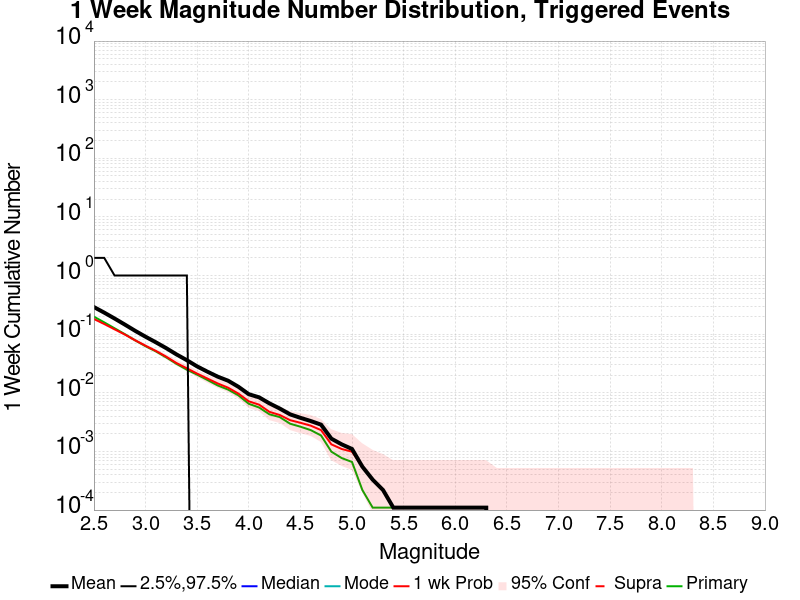 1 Week Magnitude Number Distribution, Triggered Events
1 Week Cumulative Number
10^4
10^3
10^2
10^1
10^0
10^-1
10^-2
10^-3
10^-4
2.5 3.0 3.5 4.0 4.5 5.0 5.5 6.0 6.5 7.0 7.5 8.0 8.5 9.0
Magnitude
Mean 2.5%,97.5% Median Mode 1 wk Prob 95% Conf Supra Primary